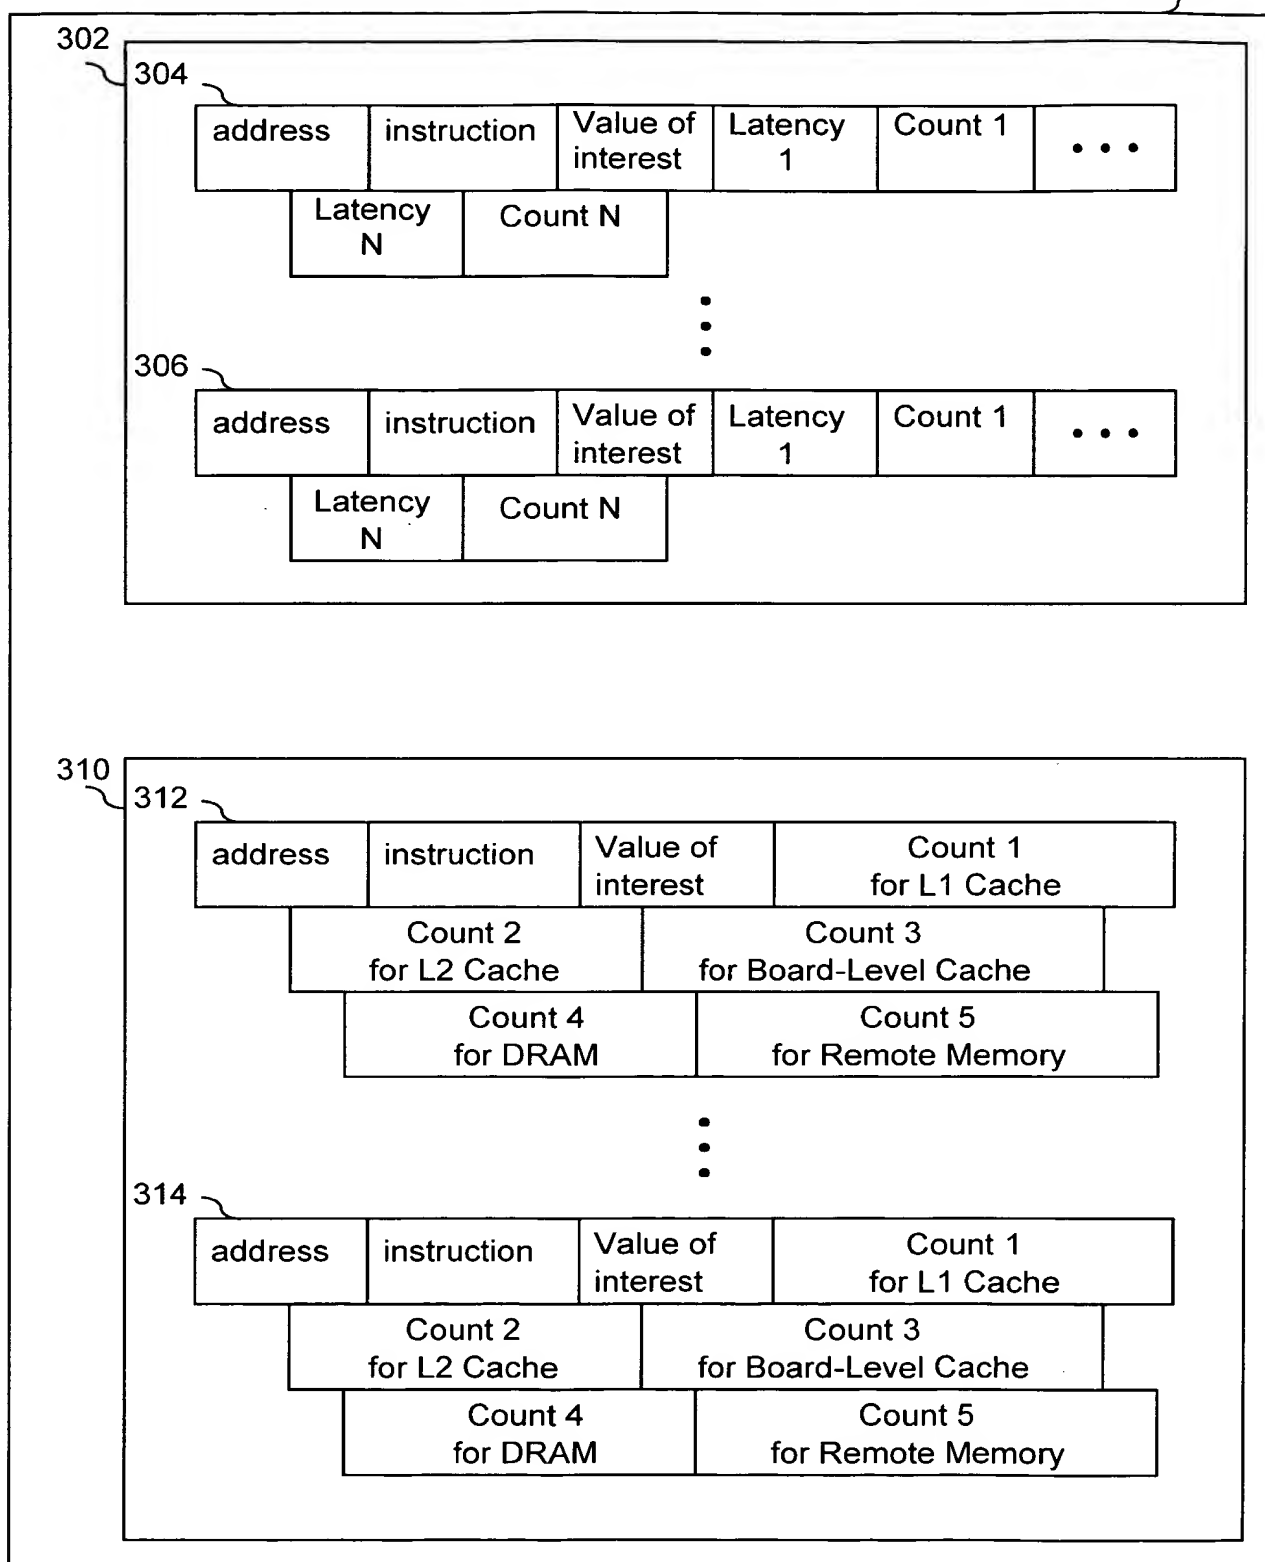 302
304
address instruction Value of interest Latency 1 Count 1 • • •
Latency N Count N
306
address instruction Value of interest Latency 1 Count 1 • • •
Latency N Count N
310
312
address instruction Value of interest Count 1 for L1 Cache
Count 2 for L2 Cache Count 3 for Board-Level Cache
Count 4 for DRAM Count 5 for Remote Memory
314
address instruction Value of interest Count 1 for L1 Cache
Count 2 for L2 Cache Count 3 for Board-Level Cache
Count 4 for DRAM Count 5 for Remote Memory